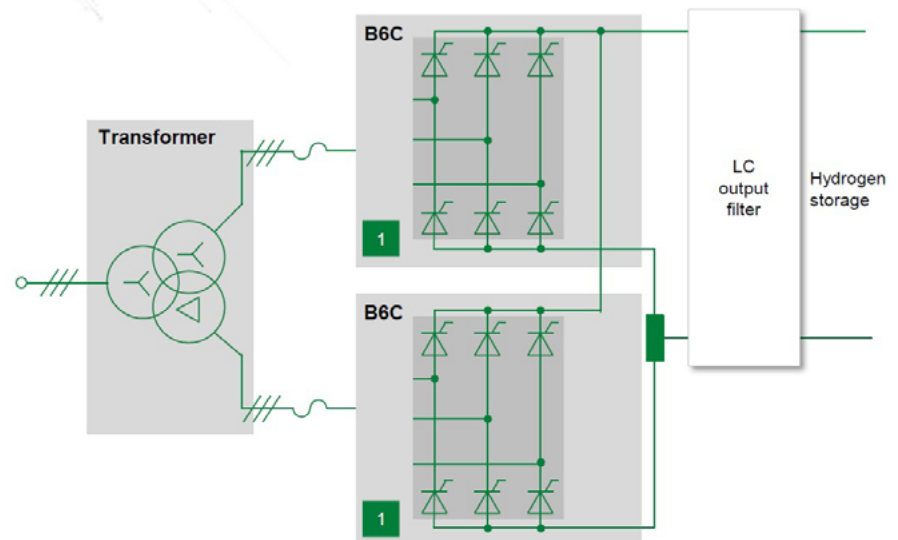 B6C
Transformer
1
LC
output
filter
Hydrogen
storage
B6C
1